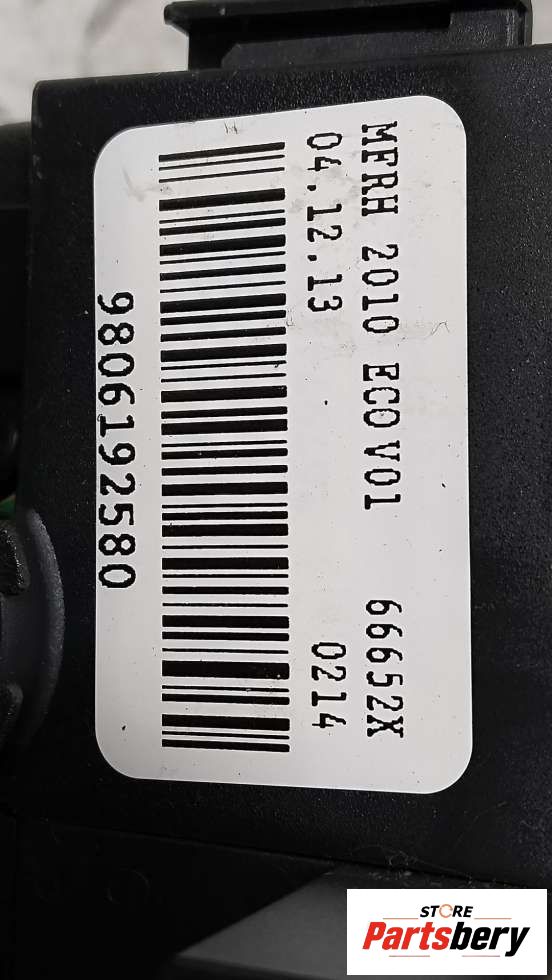 MFRH 2010 ECO V01 66652X
04.12.13 0214
9806192580
STORE
Partsbery